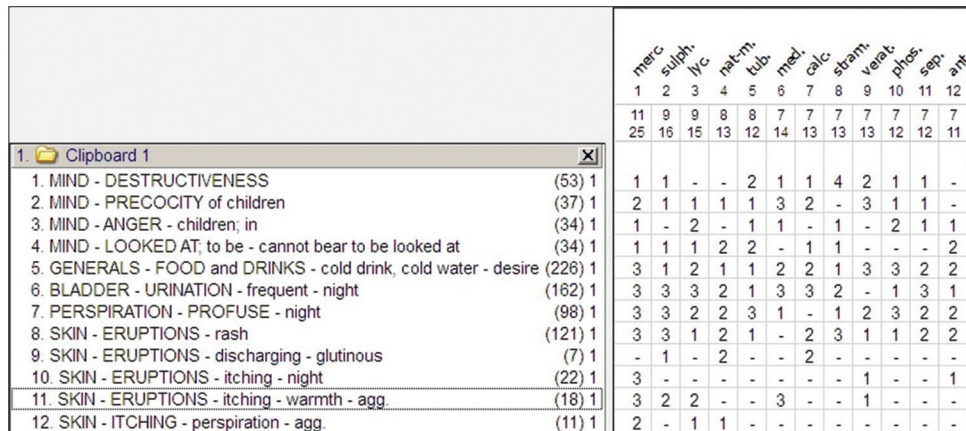 merc. sulph. lyc. nat-m. tub. med. calc. stram. verat. phos. sep. ant
1 2 3 4 5 6 7 8 9 10 11 12
11 9 9 8 8 7 7 7 7 7 7 7
25 16 15 13 12 14 13 13 13 12 12 11
1. Clipboard 1 X
1. MIND - DESTRUCTIVENESS (53) 1 1 1 - - 2 1 1 4 2 1 1 -
2. MIND - PRECOCITY of children (37) 1 2 1 1 1 1 3 2 - 3 1 1 -
3. MIND - ANGER - children; in (34) 1 1 - 2 - 1 1 - 1 - 2 1 1
4. MIND - LOOKED AT; to be - cannot bear to be looked at (34) 1 1 1 1 2 2 - 1 1 - - - 2
5. GENERALS - FOOD and DRINKS - cold drink, cold water - desire (226) 1 3 1 2 1 1 2 2 1 3 3 2 2
6. BLADDER - URINATION - frequent - night (162) 1 3 3 3 2 1 3 3 2 - 1 3 1
7. PERSPIRATION - PROFUSE - night (98) 1 3 3 2 2 3 1 - 1 2 3 2 2
8. SKIN - ERUPTIONS - rash (121) 1 3 3 1 2 1 - 2 3 1 1 2 2
9. SKIN - ERUPTIONS - discharging - glutinous (7) 1 - 1 - 2 - - 2 - - - - -
10. SKIN - ERUPTIONS - itching - night (22) 1 3 - - - - - - - 1 - - 1
11. SKIN - ERUPTIONS - itching - warmth - agg. (18) 1 3 2 2 - - 3 - - 1 - - -
12. SKIN - ITCHING - perspiration - agg. (11) 1 2 - 1 1 - - - - - - - -